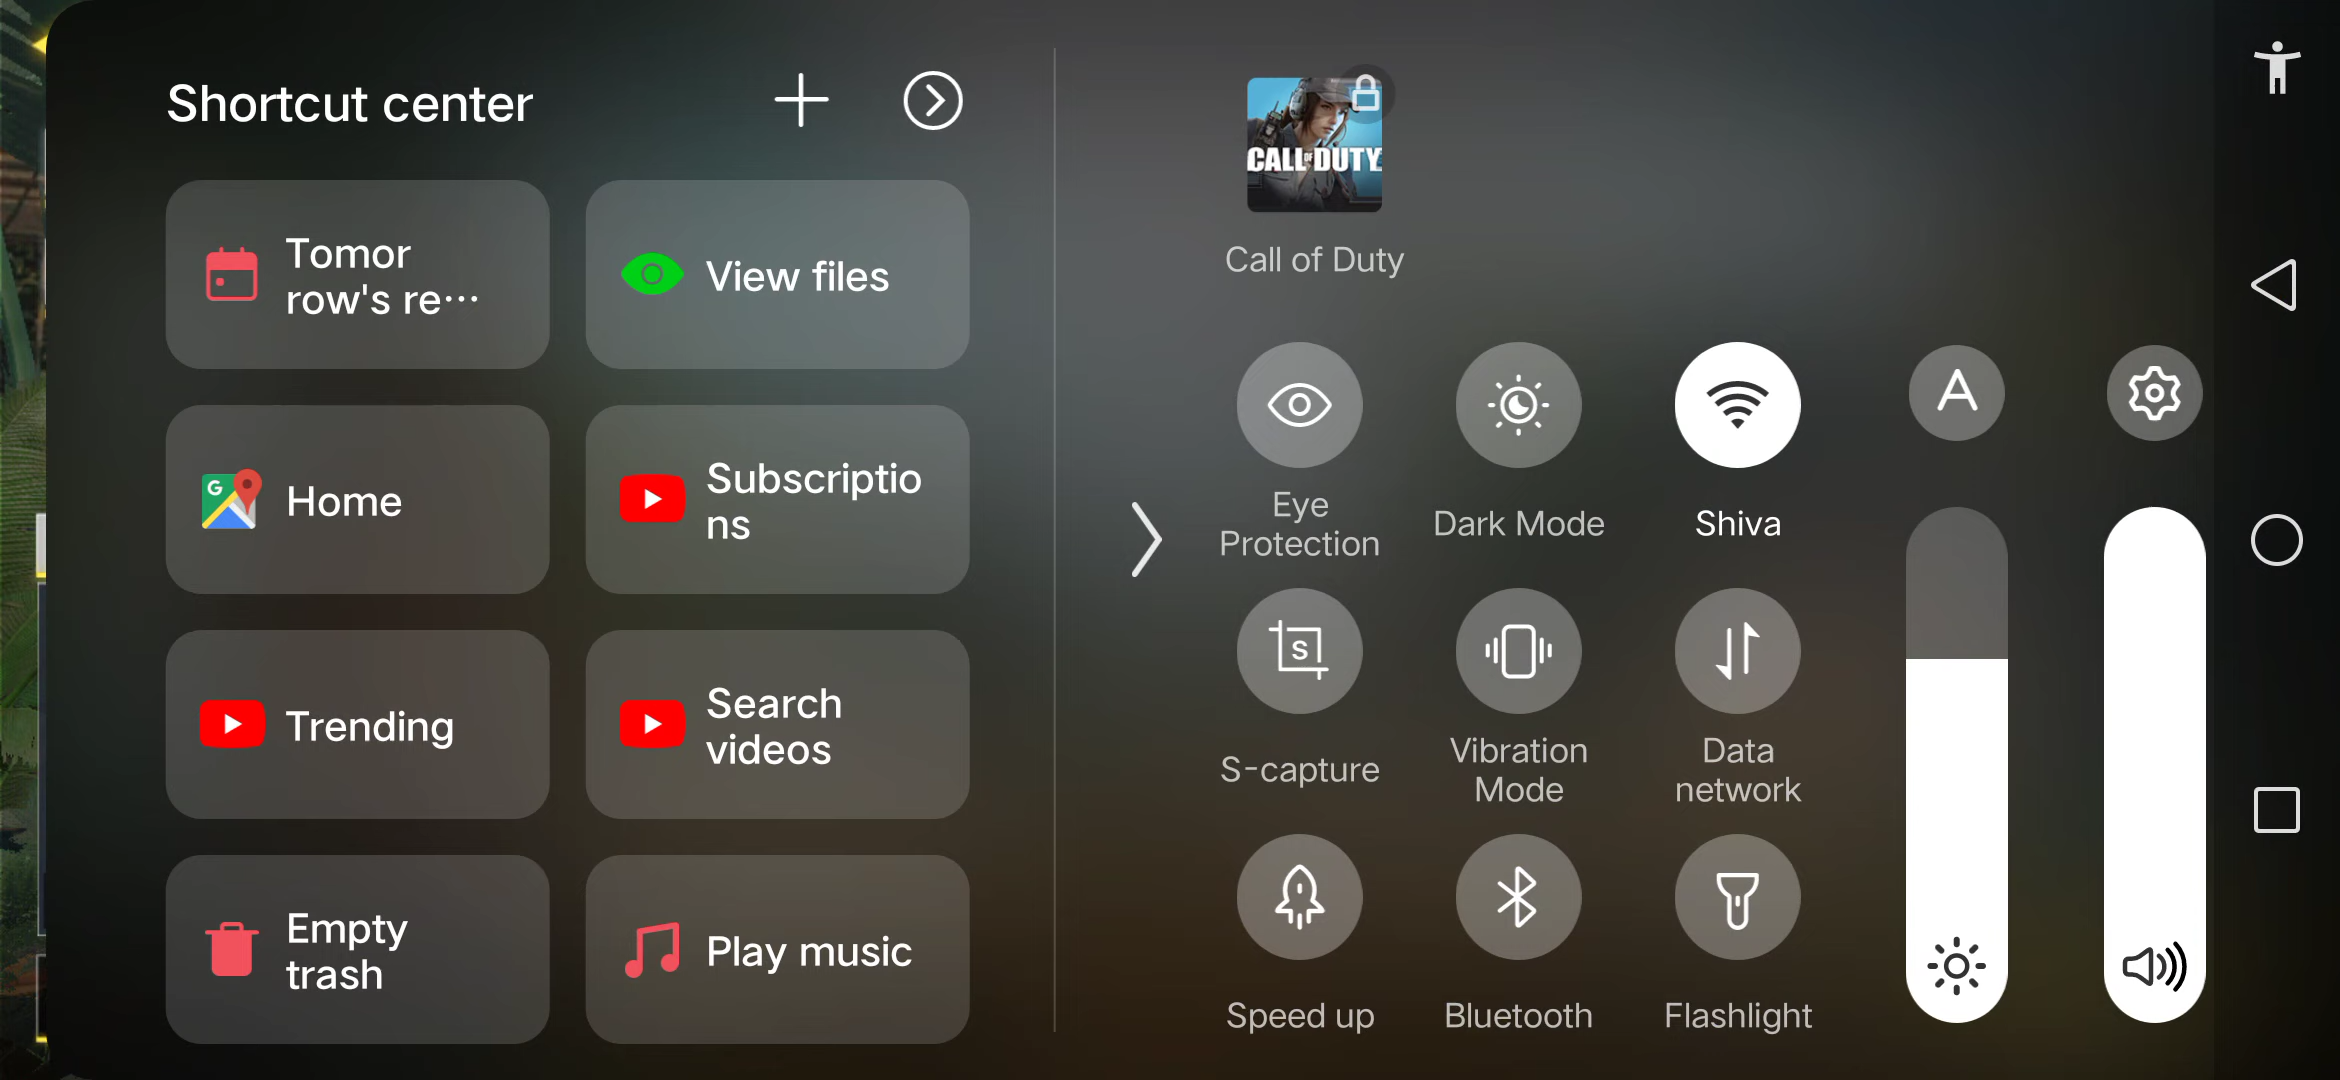 Shortcut center
Tomor
row's re···
View files
Home
Subscriptio
ns
Trending
Search
videos
Empty
trash
Play music
CALL OF DUTY
Call of Duty
Eye
Protection
Dark Mode
Shiva
A
S
S-capture
Vibration
Mode
Data
network
Speed up
Bluetooth
Flashlight
G